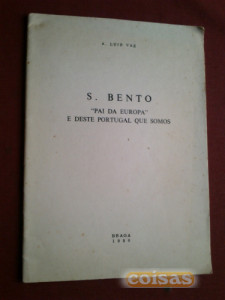 A. LUÍS VAZ
S. BENTO
"PAI DA EUROPA"
E DESTE PORTUGAL QUE SOMOS
BRAGA
coisas